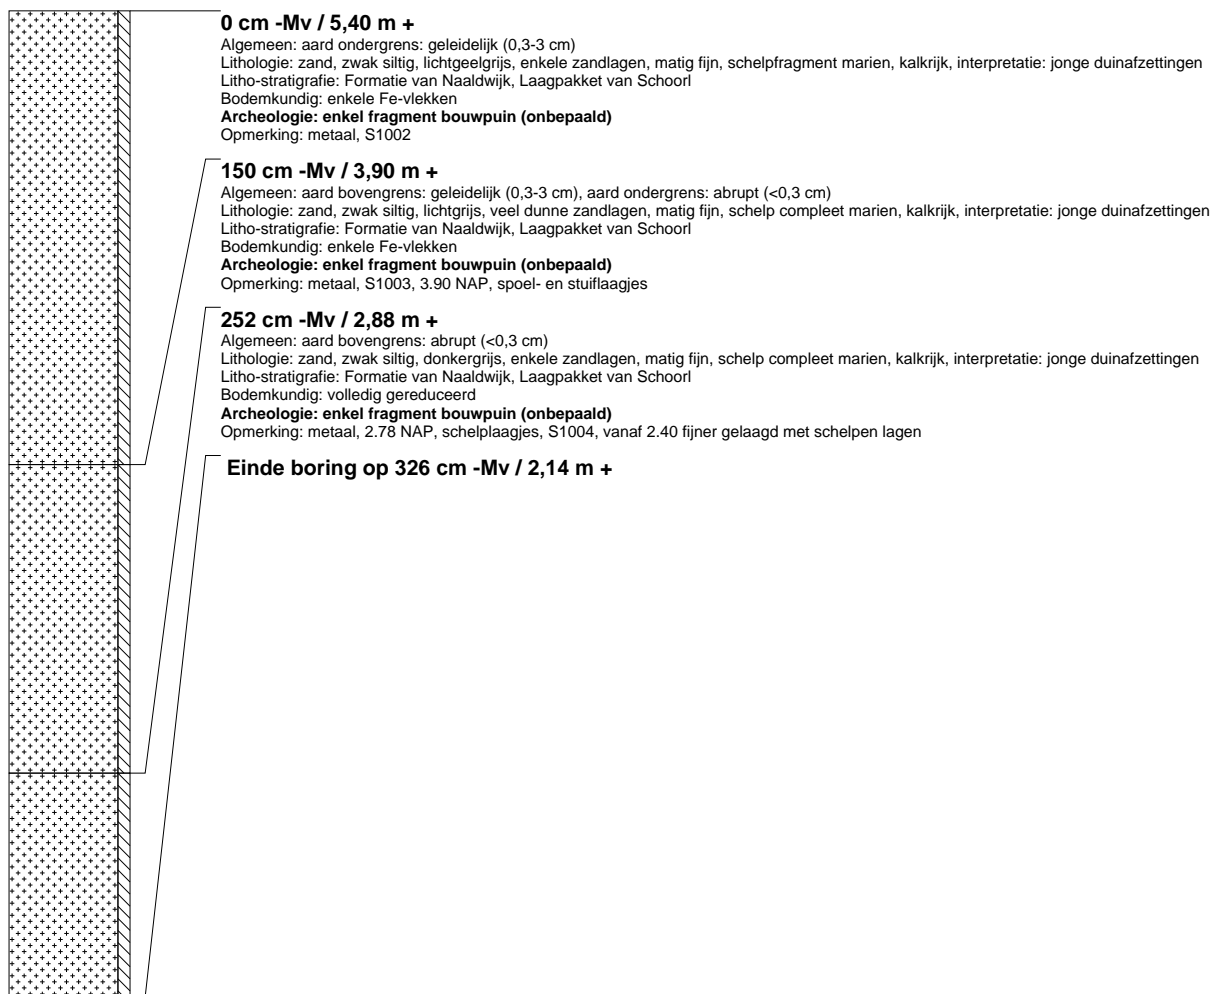 0 cm -Mv / 5,40 m +
Algemeen: aard ondergrens: geleidelijk (0,3-3 cm)
Lithologie: zand, zwak siltig, lichtgeelgrijs, enkele zandlagen, matig fijn, schelpfragment marien, kalkrijk, interpretatie: jonge duinafzettingen
Litho-stratigrafie: Formatie van Naaldwijk, Laagpakket van Schoorl
Bodemkundig: enkele Fe-vlekken
Archeologie: enkel fragment bouwpuin (onbepaald)
Opmerking: metaal, S1002
150 cm -Mv / 3,90 m +
Algemeen: aard bovengrens: geleidelijk (0,3-3 cm), aard ondergrens: abrupt (<0,3 cm)
Lithologie: zand, zwak siltig, lichtgrijs, veel dunne zandlagen, matig fijn, schelp compleet marien, kalkrijk, interpretatie: jonge duinafzettingen
Litho-stratigrafie: Formatie van Naaldwijk, Laagpakket van Schoorl
Bodemkundig: enkele Fe-vlekken
Archeologie: enkel fragment bouwpuin (onbepaald)
Opmerking: metaal, S1003, 3.90 NAP, spoel- en stuiflaagjes
252 cm -Mv / 2,88 m +
Algemeen: aard bovengrens: abrupt (<0,3 cm)
Lithologie: zand, zwak siltig, donkergrijs, enkele zandlagen, matig fijn, schelp compleet marien, kalkrijk, interpretatie: jonge duinafzettingen
Litho-stratigrafie: Formatie van Naaldwijk, Laagpakket van Schoorl
Bodemkundig: volledig gereduceerd
Archeologie: enkel fragment bouwpuin (onbepaald)
Opmerking: metaal, 2.78 NAP, schelplaagjes, S1004, vanaf 2.40 fijner gelaagd met schelpen lagen
Einde boring op 326 cm -Mv / 2,14 m +